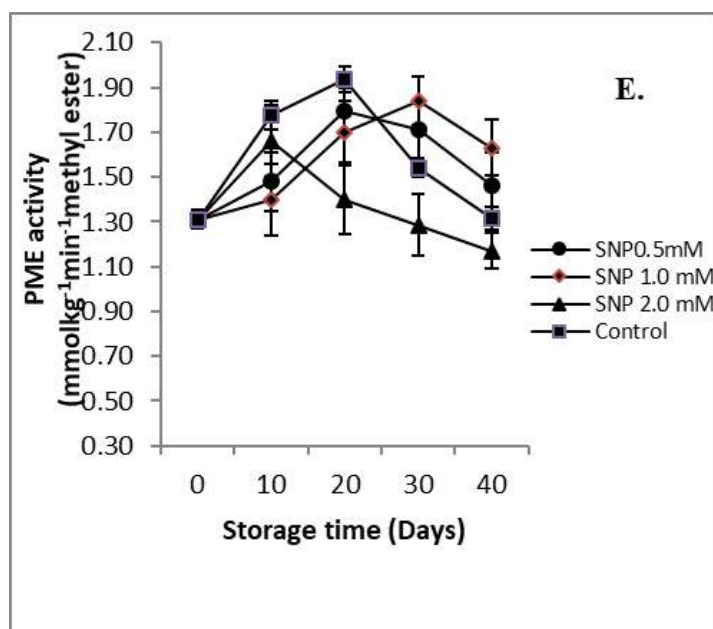 2.10
1.90
1.70
1.50
1.30
1.10
0.90
0.70
0.50
0.30
PME activity
(mmolkg⁻¹min⁻¹methyl ester)
E.
SNP0.5mM
SNP 1.0 mM
SNP 2.0 mM
Control
0 10 20 30 40
Storage time (Days)